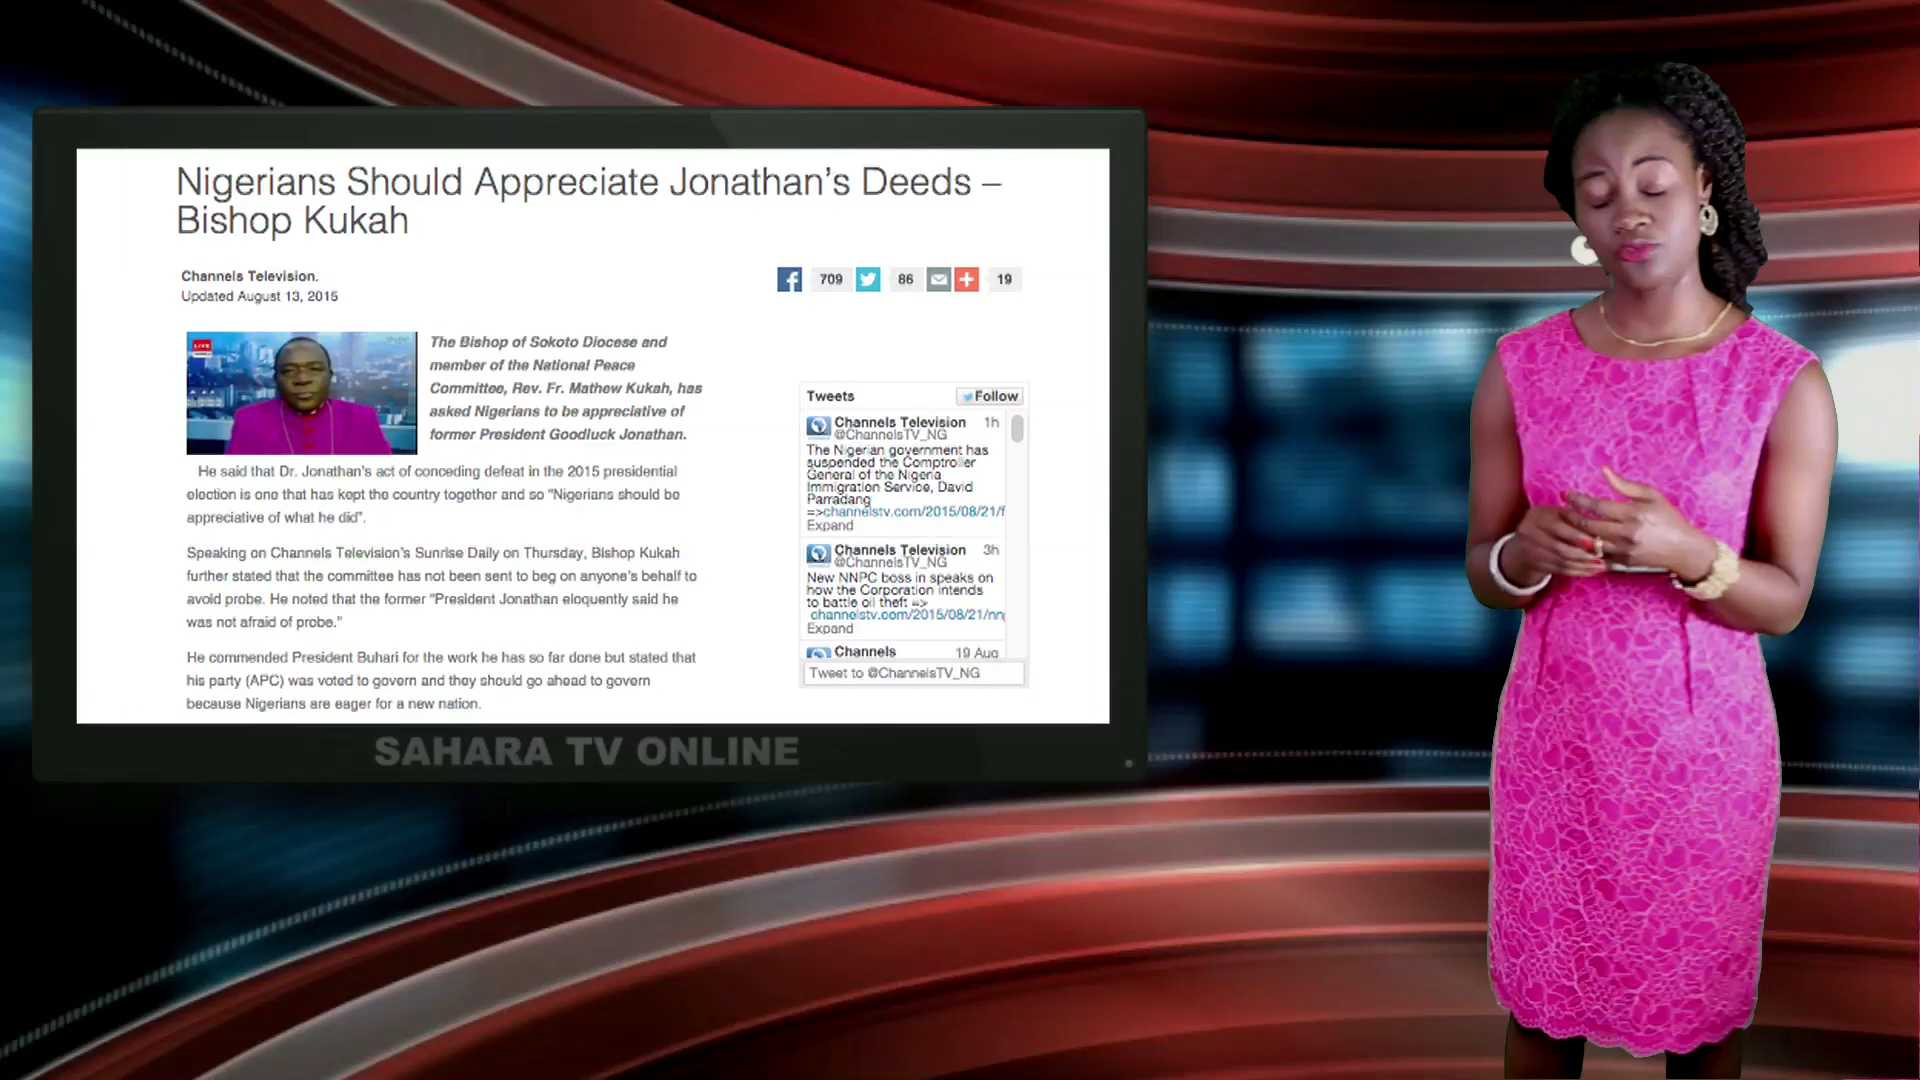 Nigerians Should Appreciate Jonathan's Deeds –
Bishop Kukah
Channels Television.
Updated August 13, 2015
709
86
19
LIVE
The Bishop of Sokoto Diocese and
member of the National Peace
Committee, Rev. Fr. Mathew Kukah, has
asked Nigerians to be appreciative of
former President Goodluck Jonathan.
He said that Dr. Jonathan's act of conceding defeat in the 2015 presidential
election is one that has kept the country together and so "Nigerians should be
appreciative of what he did".
Speaking on Channels Television's Sunrise Daily on Thursday, Bishop Kukah
further stated that the committee has not been sent to beg on anyone's behalf to
avoid probe. He noted that the former "President Jonathan eloquently said he
was not afraid of probe."
He commended President Buhari for the work he has so far done but stated that
his party (APC) was voted to govern and they should go ahead to govern
because Nigerians are eager for a new nation.
Tweets
Follow
Channels Television 1h
@ChannelsTV_NG
The Nigerian government has
suspended the Comptroller
General of the Nigeria
Immigration Service, David
Parradang
=>channelstv.com/2015/08/21/f
Expand
Channels Television 3h
@ChannelsTV_NG
New NNPC boss in speaks on
how the Corporation intends
to battle oil theft =>
channelstv.com/2015/08/21/nn
Expand
Channels 19 Aug
Tweet to @ChannelsTV_NG
SAHARA TV ONLINE